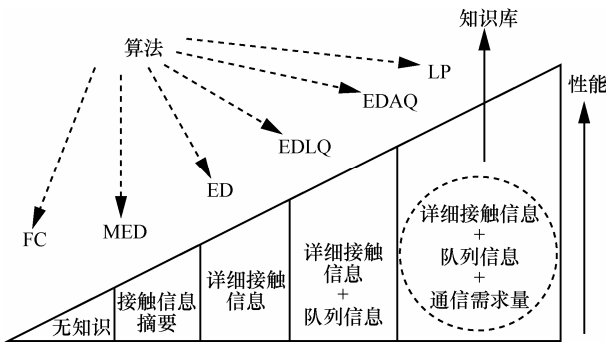 知识库
算法
LP
性能
EDAQ
EDLQ
ED
FC
MED
无知识
接触信息
摘要
详细接触
信息
详细接触
信息
+
队列信息
详细接触信息
+
队列信息
+
通信需求量